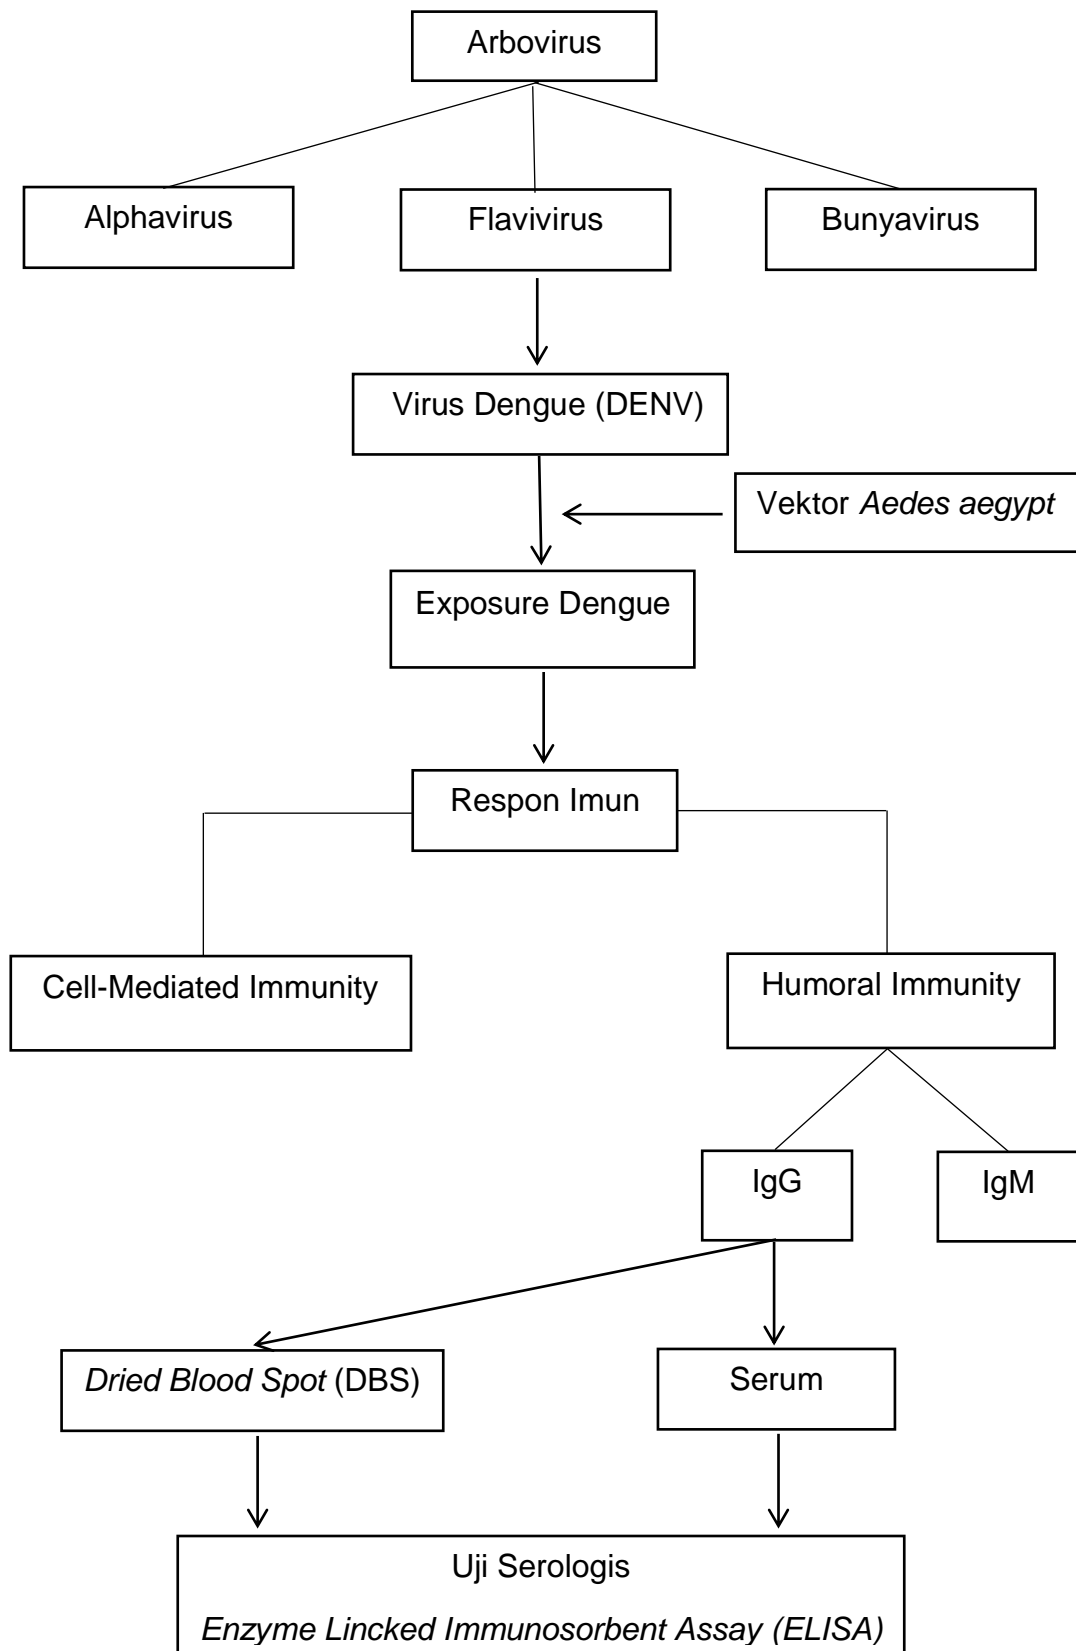 Arbovirus
Alphavirus
Flavivirus
Bunyavirus
Virus Dengue (DENV)
Vektor Aedes aegypt
Exposure Dengue
Respon Imun
Cell-Mediated Immunity
Humoral Immunity
IgG
IgM
Dried Blood Spot (DBS)
Serum
Uji Serologis
Enzyme Lincked Immunosorbent Assay (ELISA)